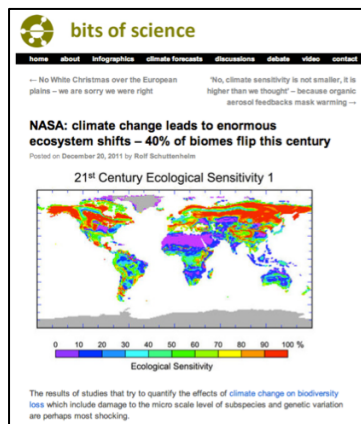 bits of science
home about infographics climate forecasts discussions debate video contact
← No White Christmas over the European
plains – we are sorry we were right
'No, climate sensitivity is not smaller, it is
higher than we thought' – because organic
aerosol feedbacks mask warming →
NASA: climate change leads to enormous
ecosystem shifts – 40% of biomes flip this century
Posted on December 20, 2011 by Rolf Schuttenhelm
21st Century Ecological Sensitivity 1
0 10 20 30 40 50 60 70 80 90 100 %
Ecological Sensitivity
The results of studies that try to quantify the effects of climate change on biodiversity
loss which include damage to the micro scale level of subspecies and genetic variation
are perhaps most shocking.